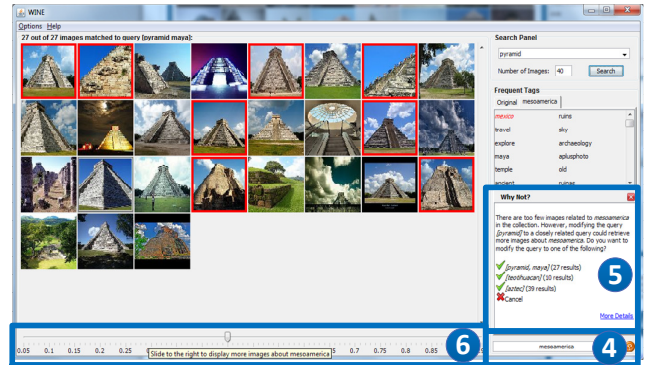 WINE
Options Help
27 out of 27 images matched to query [pyramid maya]:
Search Panel
pyramid
Number of Images: 40 Search
Frequent Tags
Original mesoamerica
mexico ruins
travel sky
explore archaeology
maya aplusphoto
temple old
ancient ruinas
Why Not?
There are too few images related to mesoamerica
in the collection. However, modifying the query
[pyramid] to a closely related query could retrieve
more images about mesoamerica. Do you want to
modify the query to one of the following?
[pyramid, maya] (27 results)
[teothuacan] (10 results)
[aztec] (39 results)
Cancel
More Details
5
0.05 0.1 0.15 0.2 0.25 0.7 0.75 0.8 0.85
Slide to the right to display more images about mesoamerica
6
mesoamerica
4